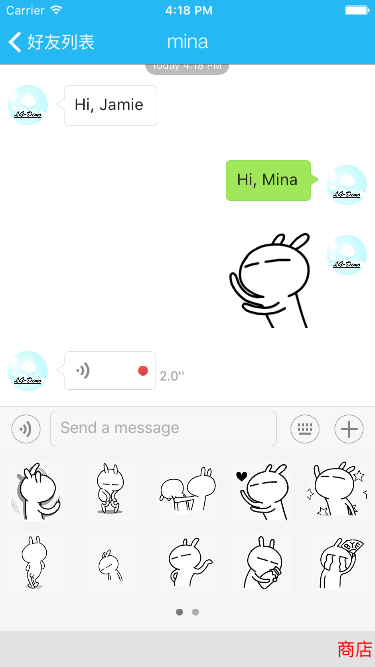 Carrier 4:18 PM
好友列表 mina
Today 4:18 PM
LG-Demo
Hi, Jamie
Hi, Mina
LG-Demo
LG-Demo
LG-Demo
2.0''
Send a message
商店